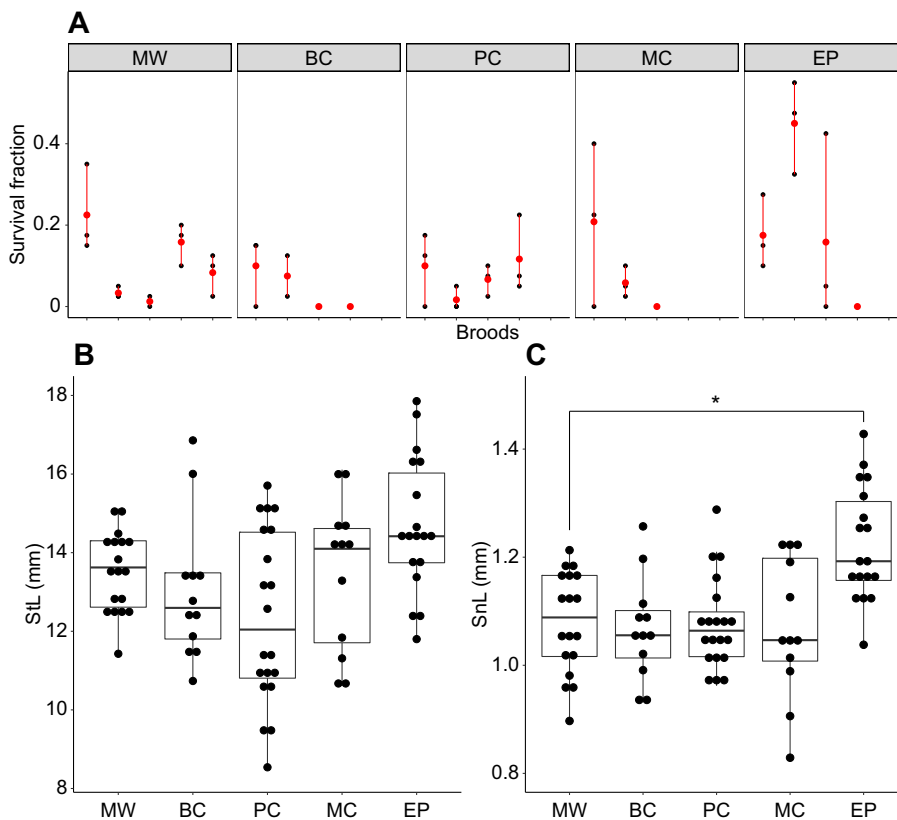 A
MW BC PC MC EP
Survival fraction
0.4
0.2
0
Broods
B
StL (mm)
18
16
14
12
10
8
MW BC PC MC EP
C
*
SnL (mm)
1.4
1.2
1.0
0.8
MW BC PC MC EP